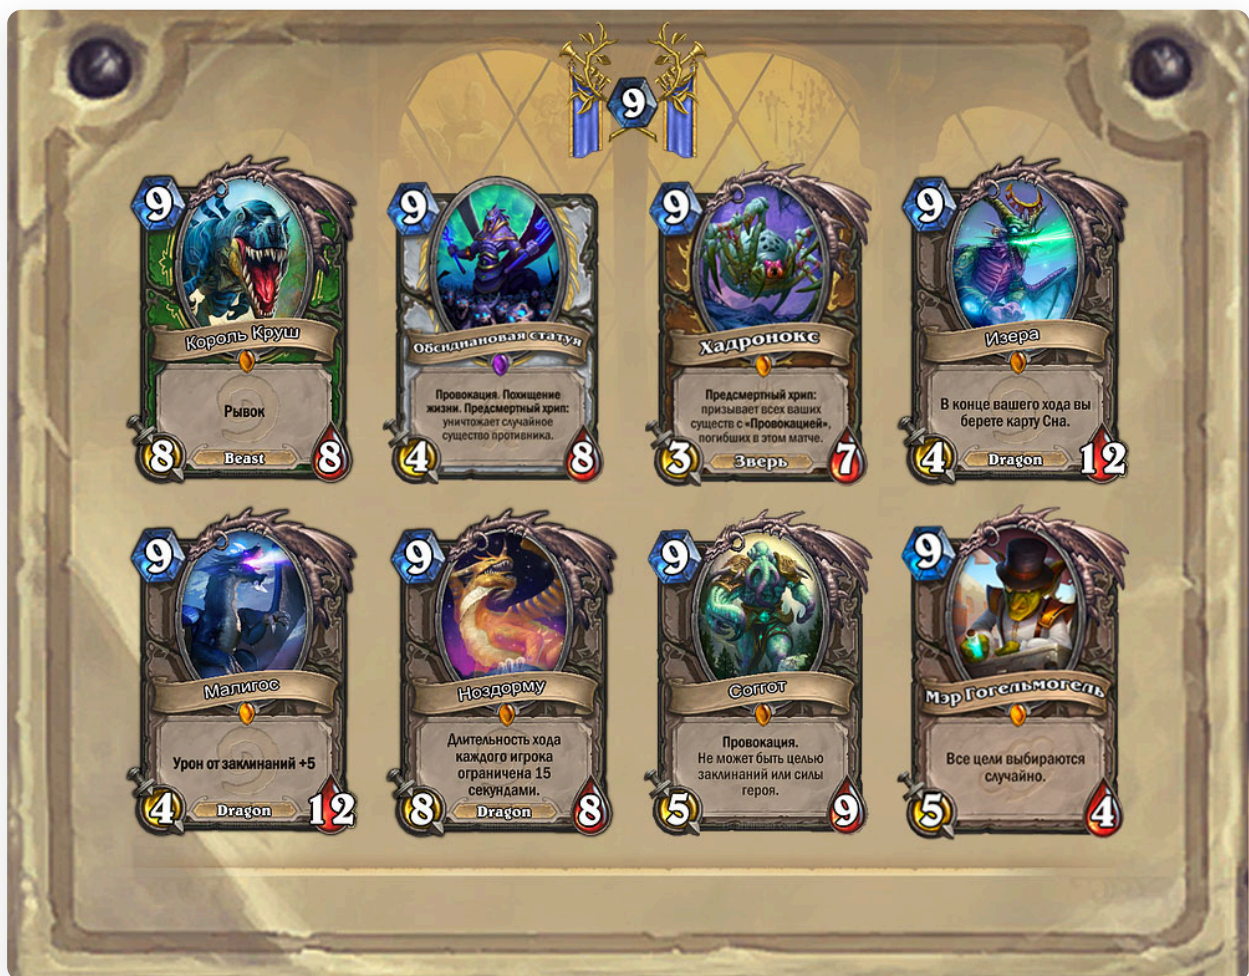 9
9
Король Круш
Рывок
8
Beast
8
9
Обсидиановая статуя
Провокация. Похищение
жизни. Предсмертный хрип:
уничтожает случайное
существо противника.
4
8
9
Хадронокс
Предсмертный хрип:
призывает всех ваших
существ с «Провокацией»,
погибших в этом матче.
3
Зверь
7
9
Изера
В конце вашего хода вы
берете карту Сна.
4
Dragon
12
9
Малигос
Урон от заклинаний +5
4
Dragon
12
9
Ноздорму
Длительность хода
каждого игрока
ограничена 15
секундами.
8
Dragon
8
9
Соггот
Провокация.
Не может быть целью
заклинаний или силы
героя.
5
9
9
Мэр Гогельмогель
Все цели выбираются
случайно.
5
4